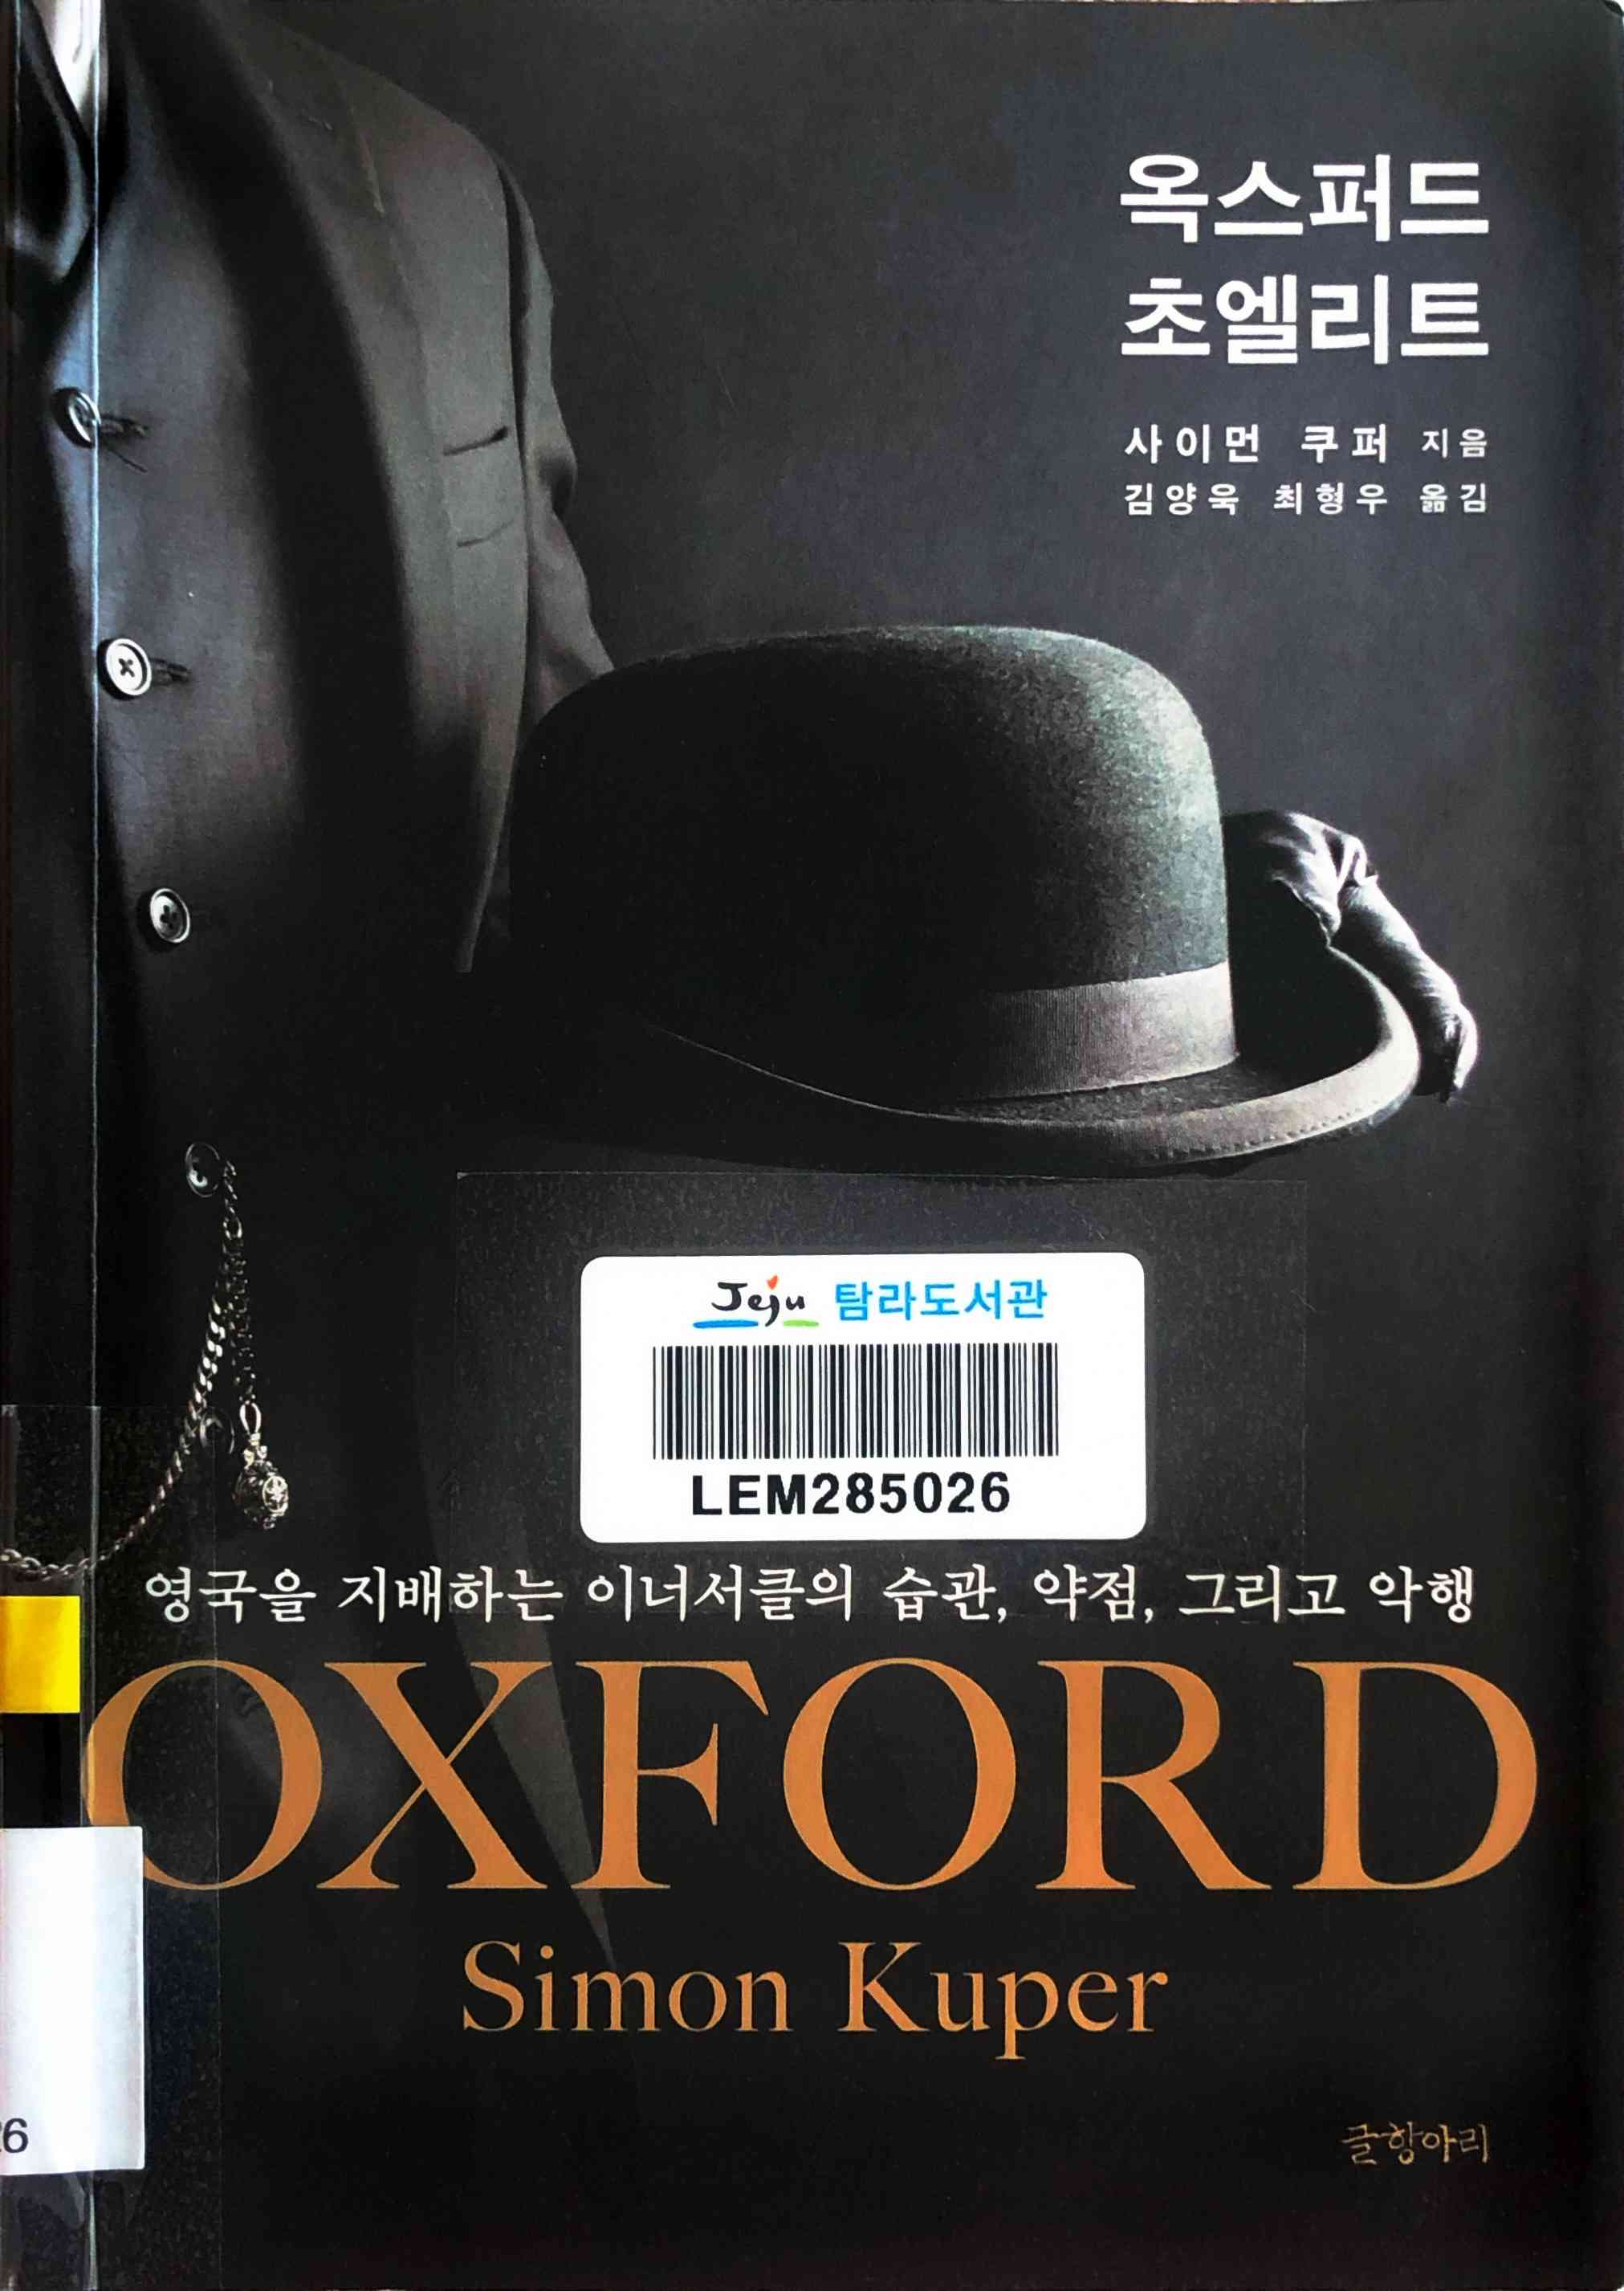 옥스퍼드
초엘리트
사이먼 쿠퍼 지음
김양욱 최형우 옮김
Jeju 탐라도서관
LEM285026
영국을 지배하는 이너서클의 습관, 약점, 그리고 악행
OXFORD
Simon Kuper
26
글항아리